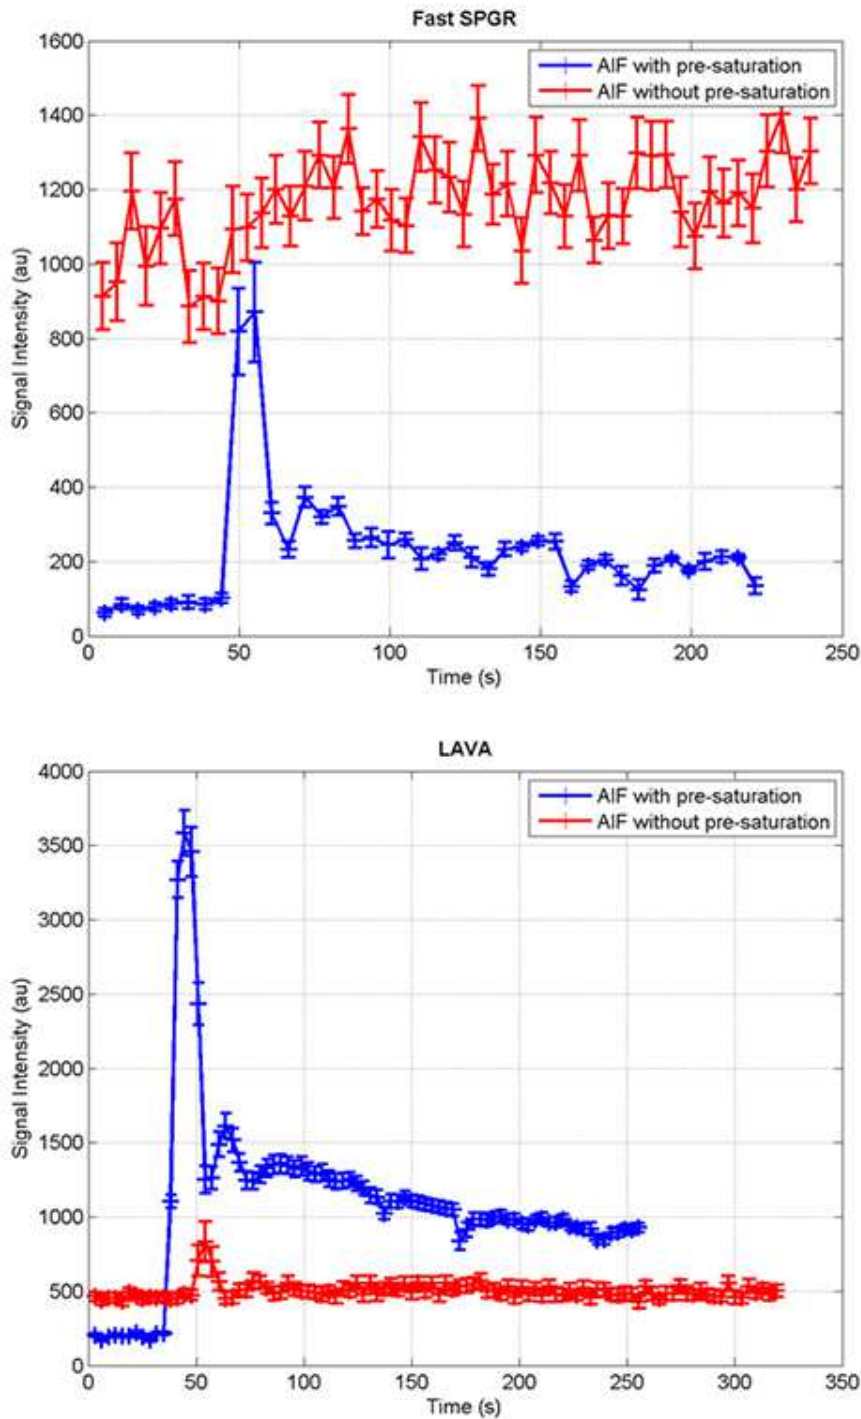 Fast SPGR
1600
1400
1200
1000
800
600
400
200
0
Signal Intensity (au)
AIF with pre-saturation
AIF without pre-saturation
0 50 100 150 200 250
Time (s)
LAVA
4000
3500
3000
2500
2000
1500
1000
500
0
Signal Intensity (au)
AIF with pre-saturation
AIF without pre-saturation
0 50 100 150 200 250 300 350
Time (s)